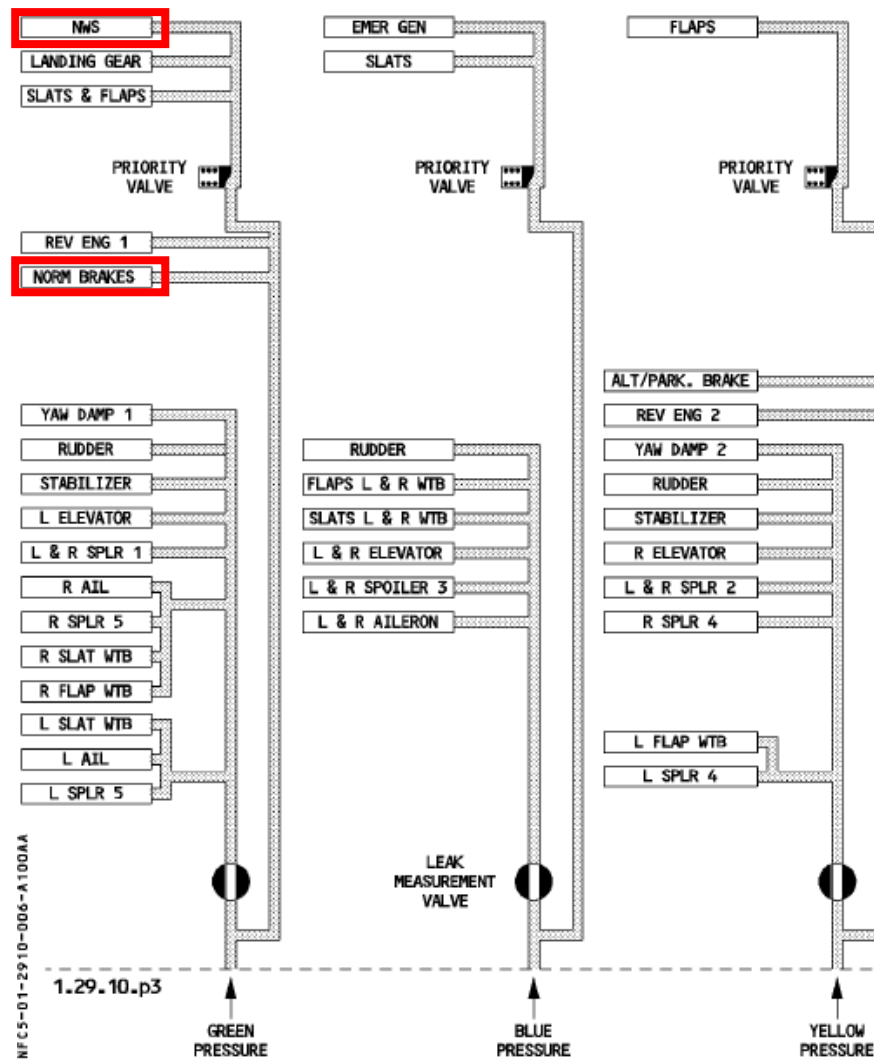 NWS
LANDING GEAR
SLATS & FLAPS
PRIORITY
VALVE
REV ENG 1
NORM BRAKES
YAW DAMP 1
RUDDER
STABILIZER
L ELEVATOR
L & R SPLR 1
R AIL
R SPLR 5
R SLAT WTB
R FLAP WTB
L SLAT WTB
L AIL
L SPLR 5
GREEN
PRESSURE
EMER GEN
SLATS
PRIORITY
VALVE
RUDDER
FLAPS L & R WTB
SLATS L & R WTB
L & R ELEVATOR
L & R SPOILER 3
L & R AILERON
LEAK
MEASUREMENT
VALVE
BLUE
PRESSURE
FLAPS
PRIORITY
VALVE
ALT/PARK. BRAKE
REV ENG 2
YAW DAMP 2
RUDDER
STABILIZER
R ELEVATOR
L & R SPLR 2
R SPLR 4
L FLAP WTB
L SPLR 4
YELLOW
PRESSURE
1.29.10.p3
NFC5-01-2910-006-A100AA